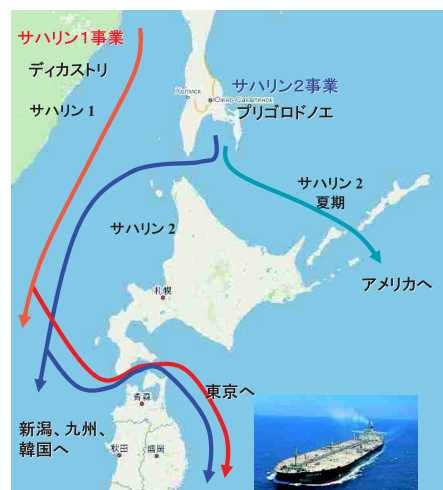 サハリン1事業
ディカストリ
サハリン 1
サハリン2事業
Холмск
Южно-Сахалинск
プリゴロドノエ
サハリン 2
夏期
サハリン 2
アメリカへ
札幌
東京へ
青森
新潟、九州、
韓国へ
秋田
盛岡